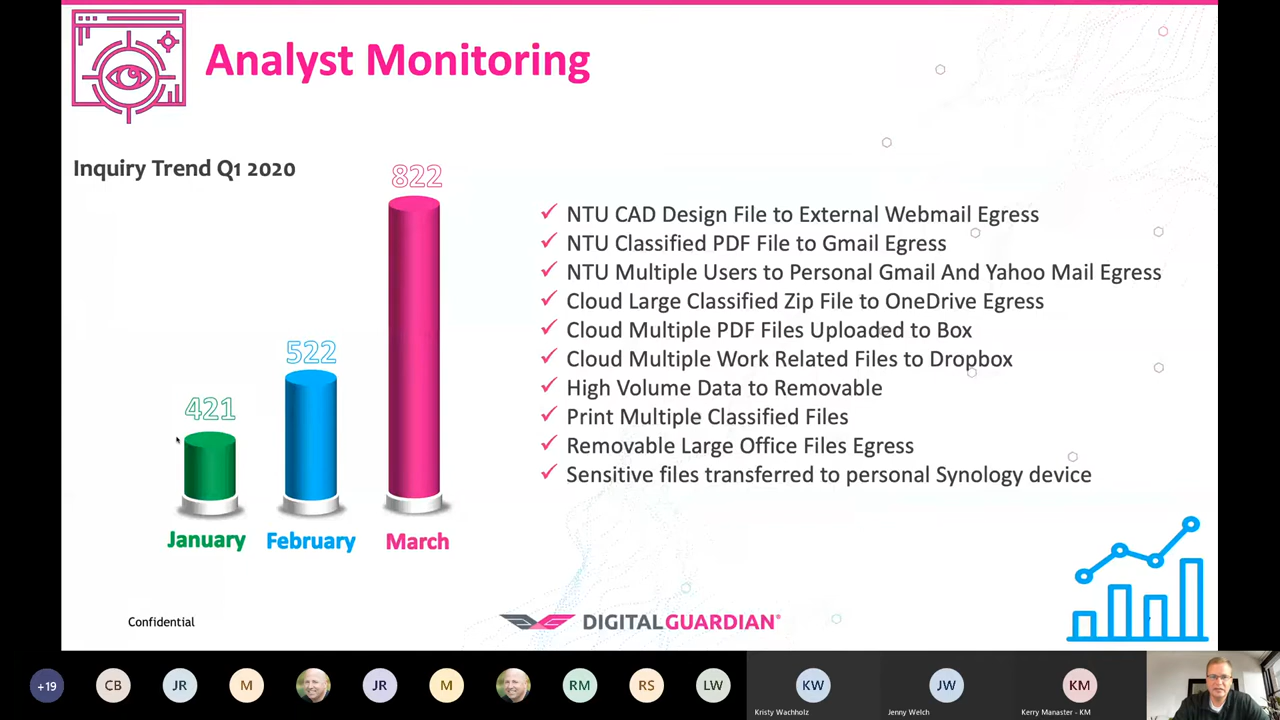 Analyst Monitoring
Inquiry Trend Q1 2020
822
522
421
January
February
March
NTU CAD Design File to External Webmail Egress
NTU Classified PDF File to Gmail Egress
NTU Multiple Users to Personal Gmail And Yahoo Mail Egress
Cloud Large Classified Zip File to OneDrive Egress
Cloud Multiple PDF Files Uploaded to Box
Cloud Multiple Work Related Files to Dropbox
High Volume Data to Removable
Print Multiple Classified Files
Removable Large Office Files Egress
Sensitive files transferred to personal Synology device
Confidential
DIGITALGUARDIAN®
+19
CB
JR
M
JR
M
RM
RS
LW
KW
Kristy Wachholz
JW
Jenny Welch
KM
Kerry Manaster - KM